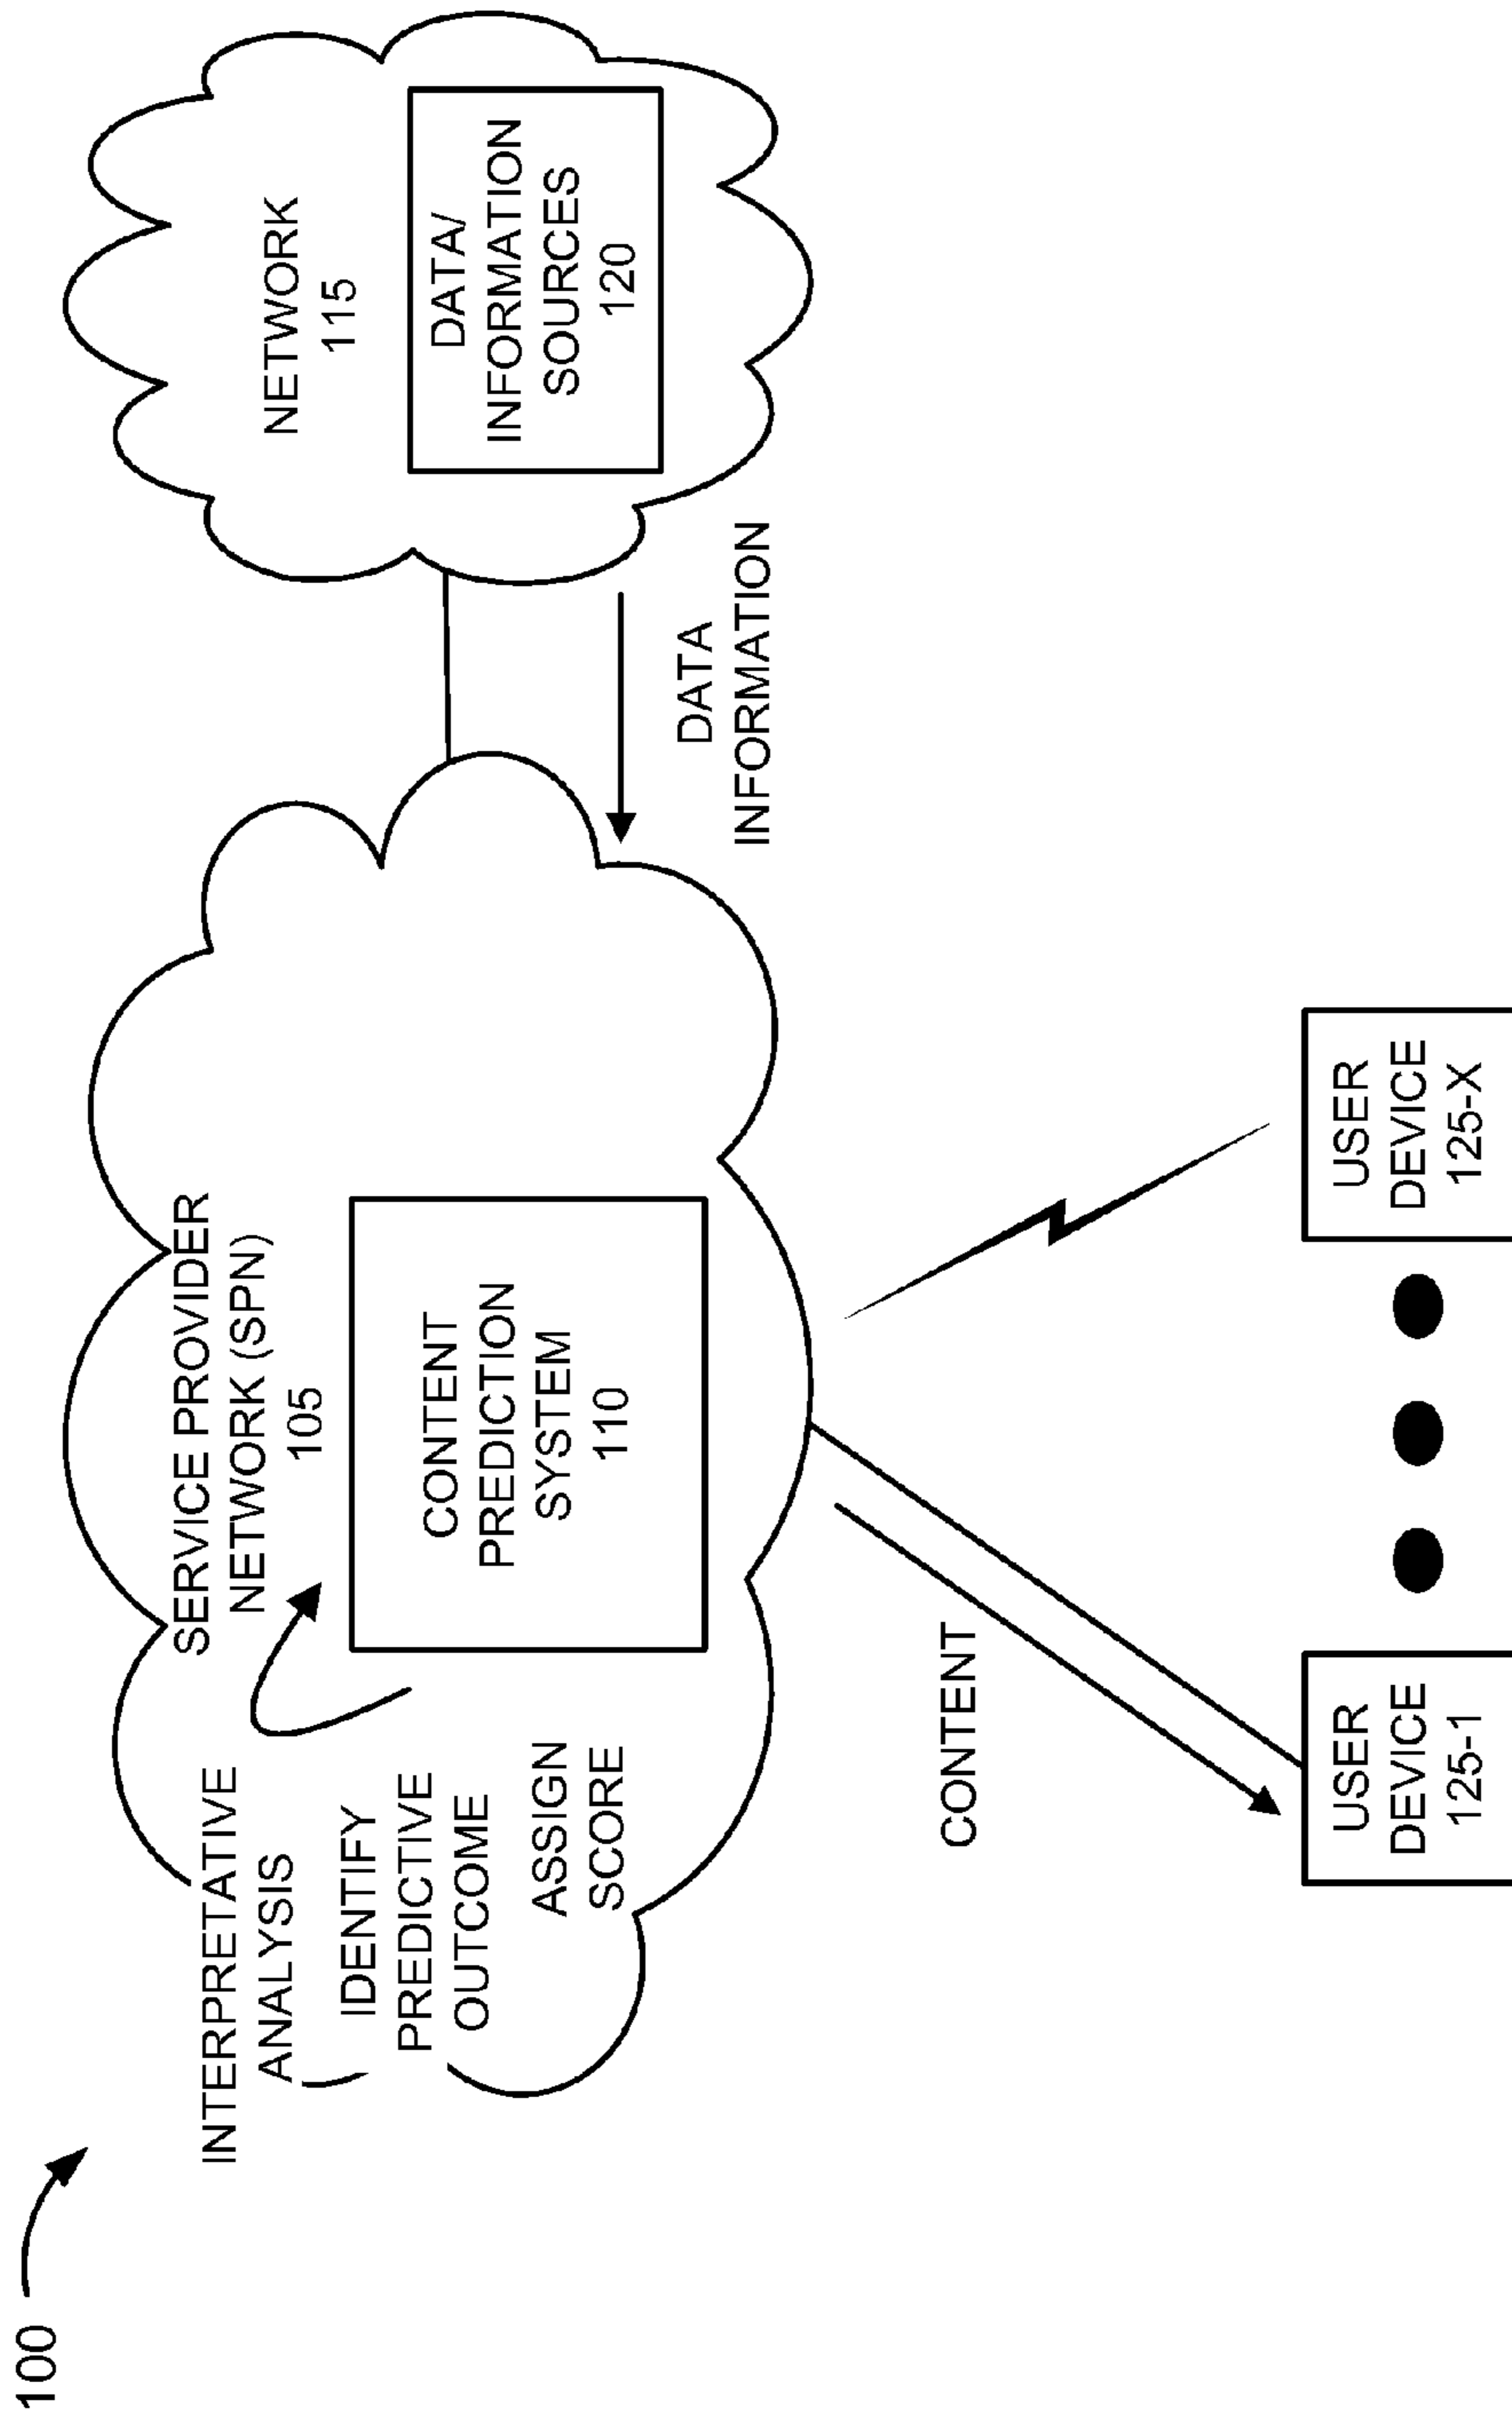 100
INTERPRETATIVE
ANALYSIS
IDENTIFY
PREDICTIVE
OUTCOME
ASSIGN
SCORE
SERVICE PROVIDER
NETWORK (SPN)
105
CONTENT
PREDICTION
SYSTEM
110
DATA
INFORMATION
NETWORK
115
DATA/
INFORMATION
SOURCES
120
CONTENT
USER
DEVICE
125-1
USER
DEVICE
125-X